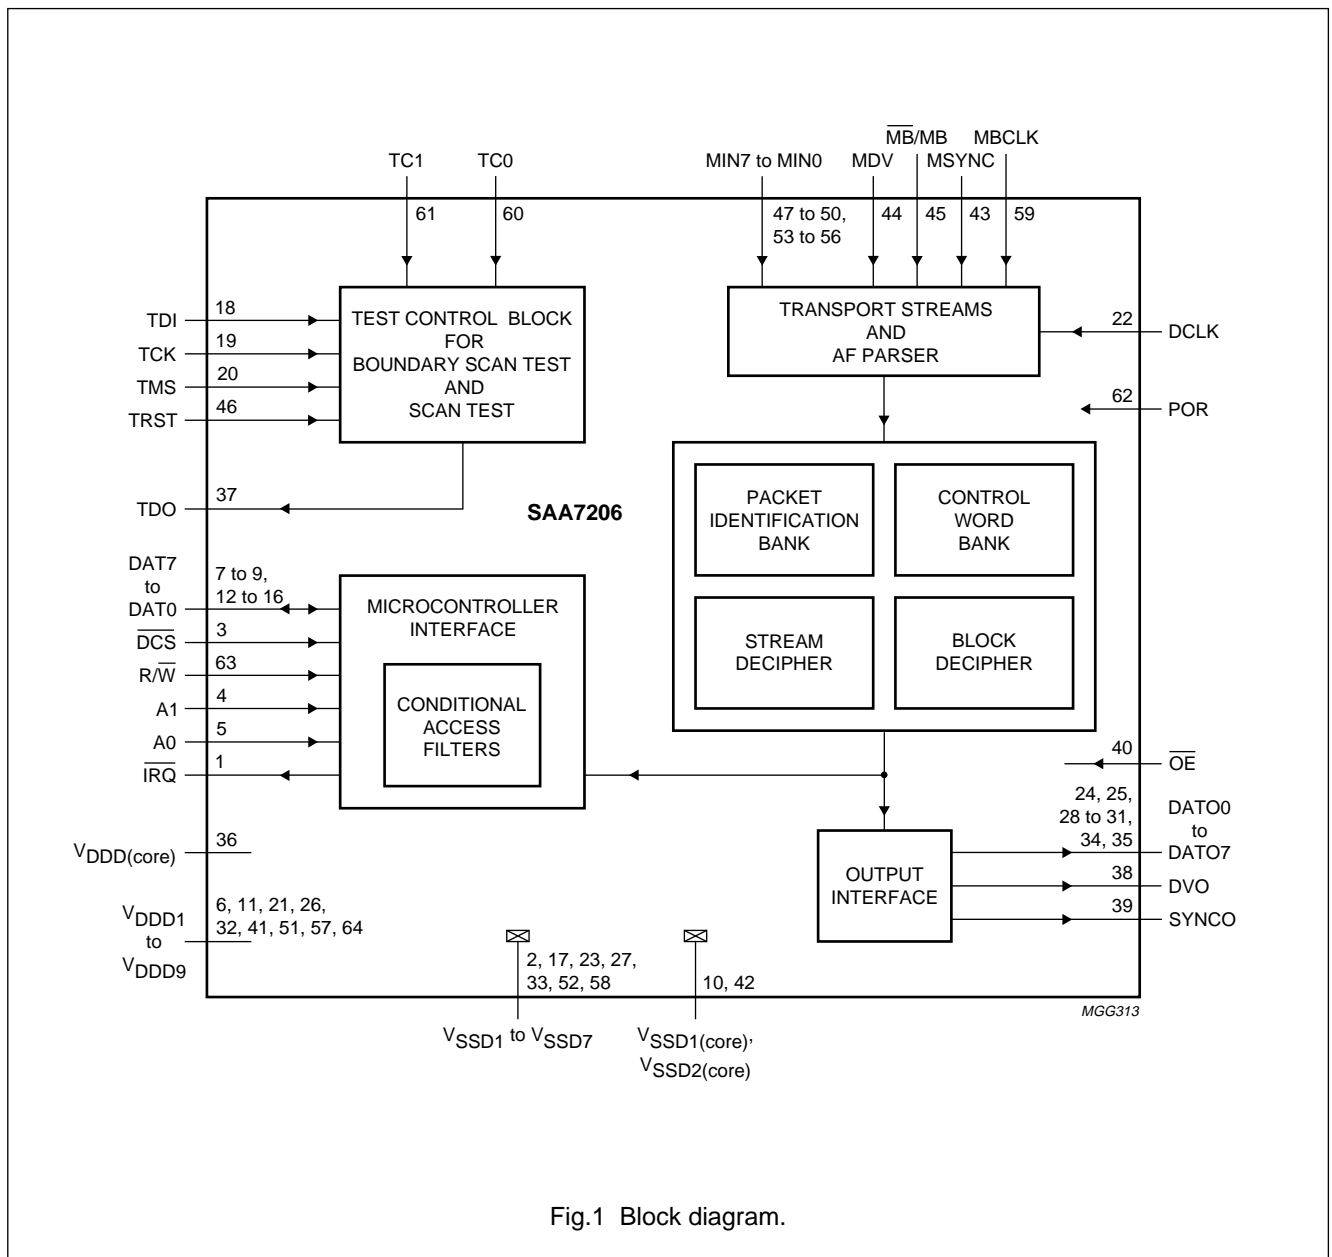 M̅B̅/MB MBCLK
TC1 TC0 MIN7 to MIN0 MDV MSYNC
61 60 47 to 50, 44 45 43 59
53 to 56
TDI 18
TCK 19
TMS 20
TRST 46
TEST CONTROL BLOCK
FOR
BOUNDARY SCAN TEST
AND
SCAN TEST
TRANSPORT STREAMS
AND
AF PARSER
22 DCLK
62 POR
TDO 37
SAA7206
PACKET
IDENTIFICATION
BANK
CONTROL
WORD
BANK
STREAM
DECIPHER
BLOCK
DECIPHER
DAT7
to
DAT0
7 to 9,
12 to 16
D̅C̅S̅ 3
R/W̅ 63
A1 4
A0 5
I̅R̅Q̅ 1
MICROCONTROLLER
INTERFACE
CONDITIONAL
ACCESS
FILTERS
40 O̅E̅
24, 25,
28 to 31,
34, 35
DATO0
to
DATO7
38 DVO
39 SYNCO
OUTPUT
INTERFACE
VDDD(core) 36
VDDD1
to
VDDD9
6, 11, 21, 26,
32, 41, 51, 57, 64
2, 17, 23, 27,
33, 52, 58
10, 42
VSSD1 to VSSD7
VSSD1(core),
VSSD2(core)
MGG313
Fig.1 Block diagram.